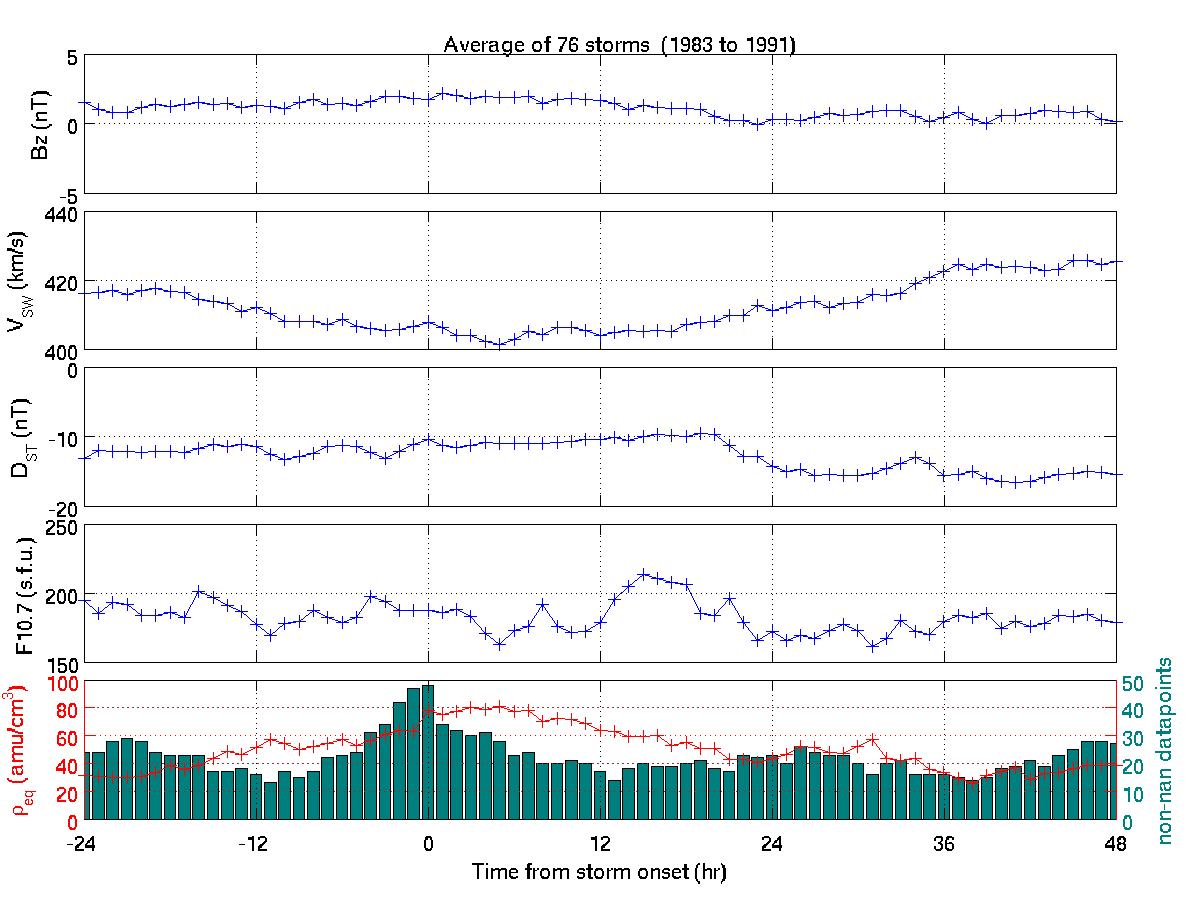 Average of 76 storms (1983 to 1991)
5
0
-5
Bz (nT)
440
420
400
V_SW (km/s)
0
-10
-20
D_ST (nT)
250
200
150
F10.7 (s.f.u.)
100
80
60
40
20
0
ρ_eq (amu/cm³)
50
40
30
20
10
0
non-nan datapoints
-24 -12 0 12 24 36 48
Time from storm onset (hr)